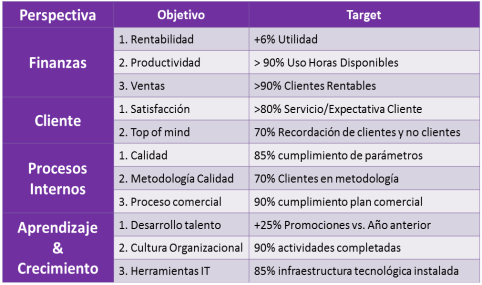 Perspectiva Objetivo Target
Finanzas
1. Rentabilidad +6% Utilidad
2. Productividad > 90% Uso Horas Disponibles
3. Ventas >90% Clientes Rentables
Cliente
1. Satisfacción >80% Servicio/Expectativa Cliente
2. Top of mind 70% Recordación de clientes y no clientes
Procesos
Internos
1. Calidad 85% cumplimiento de parámetros
2. Metodología Calidad 70% Clientes en metodología
3. Proceso comercial 90% cumplimiento plan comercial
Aprendizaje
&
Crecimiento
1. Desarrollo talento +25% Promociones vs. Año anterior
2. Cultura Organizacional 90% actividades completadas
3. Herramientas IT 85% infraestructura tecnológica instalada